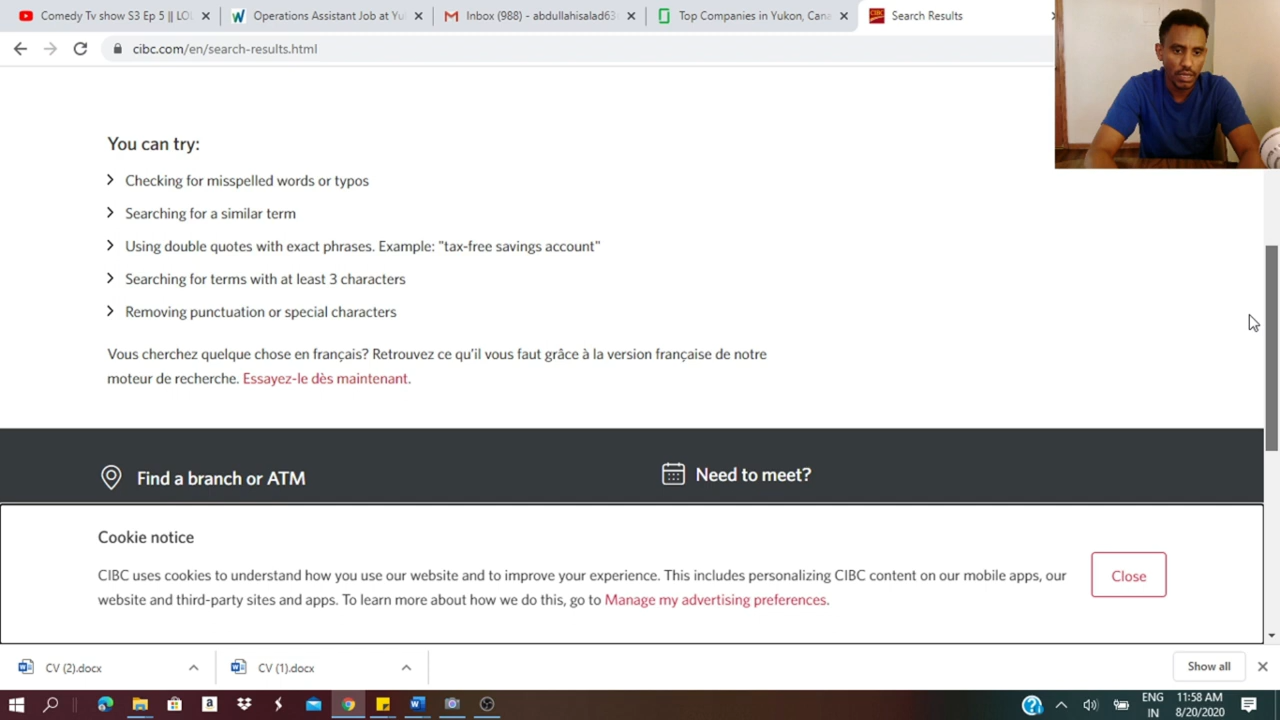 Comedy Tv show S3 Ep 5 || LO
Operations Assistant Job at Yu
Inbox (988) - abdullahisalad63
Top Companies in Yukon, Cana
Search Results
cibc.com/en/search-results.html
You can try:
Checking for misspelled words or typos
Searching for a similar term
Using double quotes with exact phrases. Example: "tax-free savings account"
Searching for terms with at least 3 characters
Removing punctuation or special characters
Vous cherchez quelque chose en français? Retrouvez ce qu'il vous faut grâce à la version française de notre
moteur de recherche. Essayez-le dès maintenant.
Find a branch or ATM
Need to meet?
Cookie notice
CIBC uses cookies to understand how you use our website and to improve your experience. This includes personalizing CIBC content on our mobile apps, our
website and third-party sites and apps. To learn more about how we do this, go to Manage my advertising preferences.
Close
CV (2).docx
CV (1).docx
Show all
ENG
11:58 AM
IN
8/20/2020